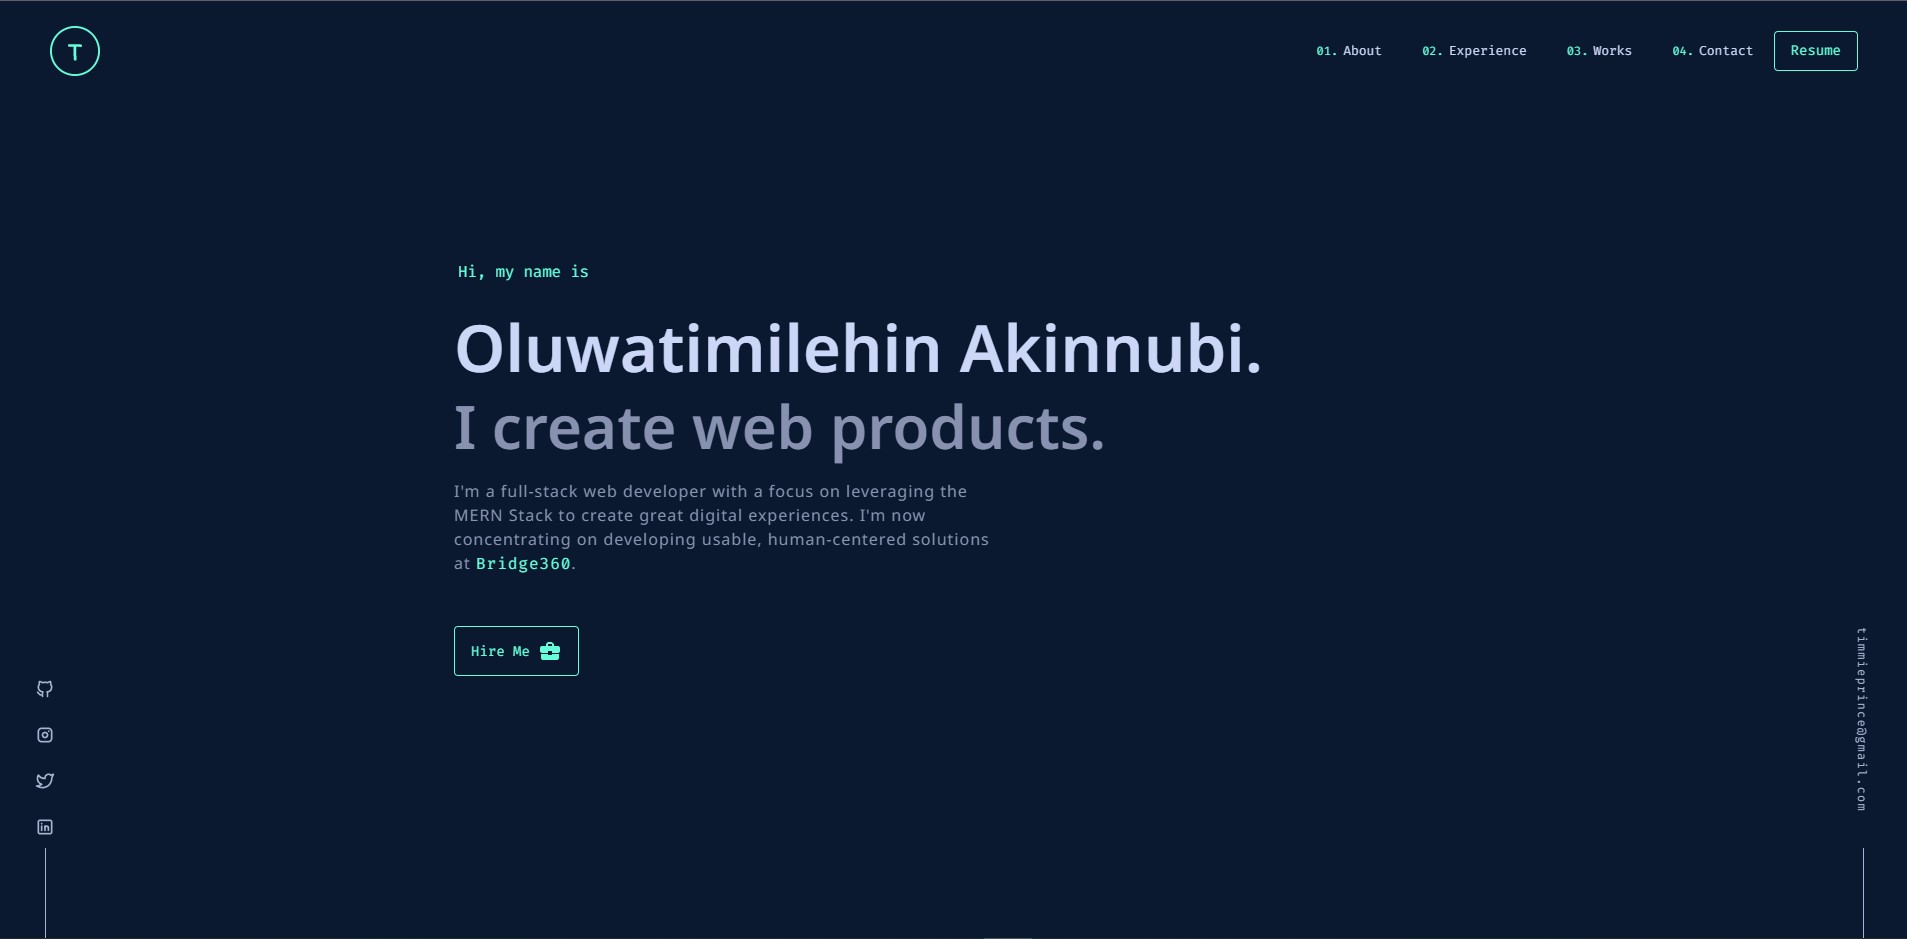 T
01. About
02. Experience
03. Works
04. Contact
Resume
Hi, my name is
Oluwatimilehin Akinnubi.
I create web products.
I'm a full-stack web developer with a focus on leveraging the
MERN Stack to create great digital experiences. I'm now
concentrating on developing usable, human-centered solutions
at Bridge360.
Hire Me
timmieprince@gmail.com